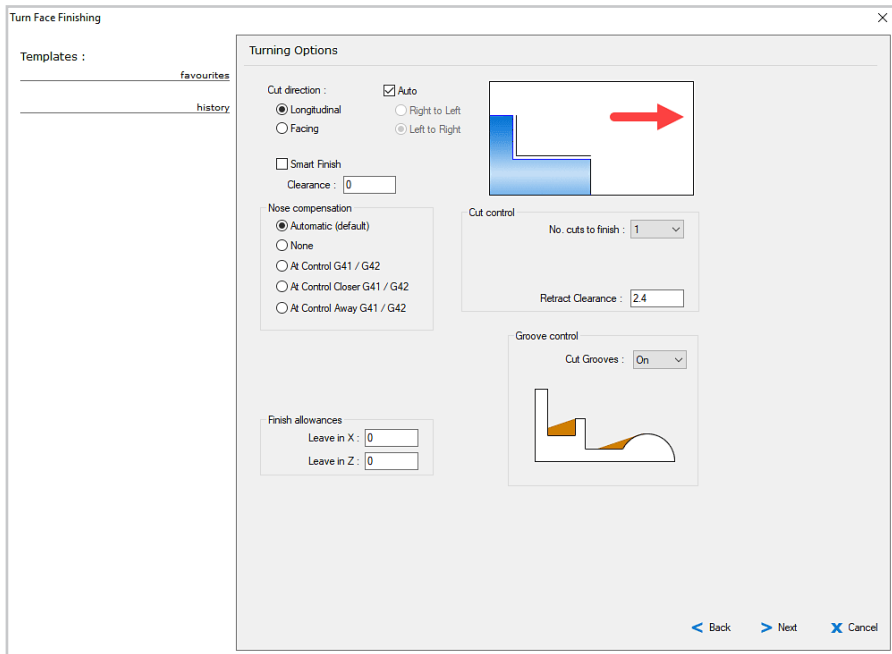 Turn Face Finishing
Templates :
favourites
history
Turning Options
Cut direction :
Auto
Longitudinal
Right to Left
Facing
Left to Right
Smart Finish
Clearance : 0
Nose compensation
Automatic (default)
None
At Control G41 / G42
At Control Closer G41 / G42
At Control Away G41 / G42
Cut control
No. cuts to finish : 1
Retract Clearance : 2.4
Groove control
Cut Grooves : On
Finish allowances
Leave in X : 0
Leave in Z : 0
Back
Next
Cancel